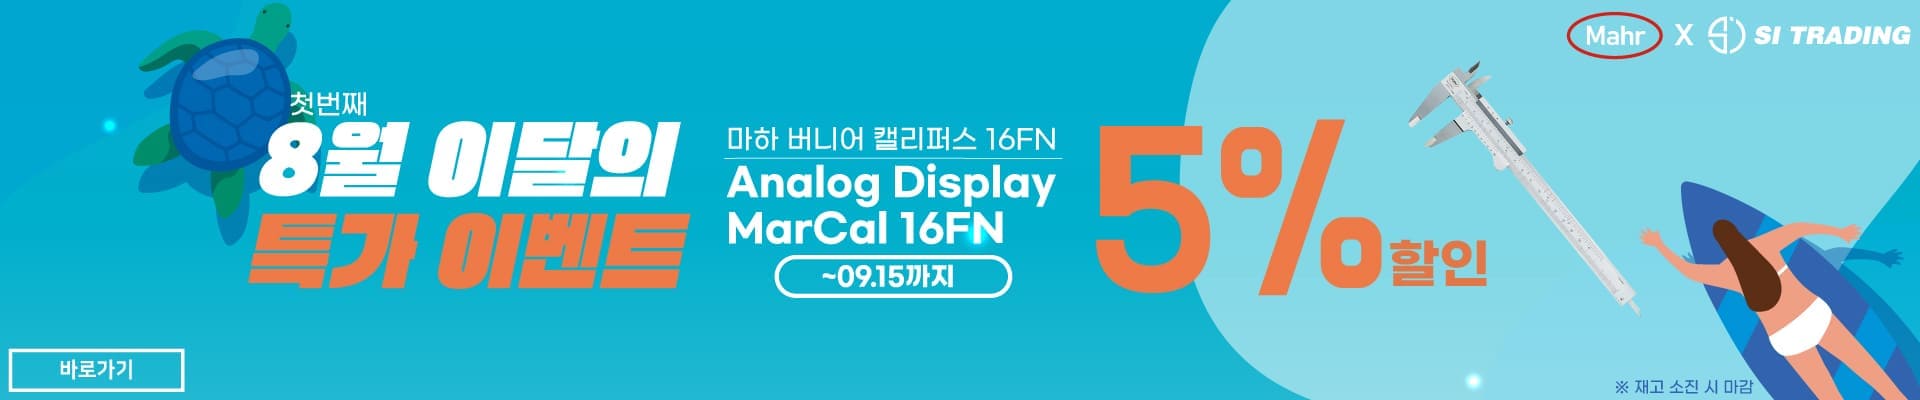 Mahr X SI TRADING
첫번째
8월 이달의
특가 이벤트
마하 버니어 캘리퍼스 16FN
Analog Display
MarCal 16FN
~09.15까지
5%할인
바로가기
※ 재고 소진 시 마감